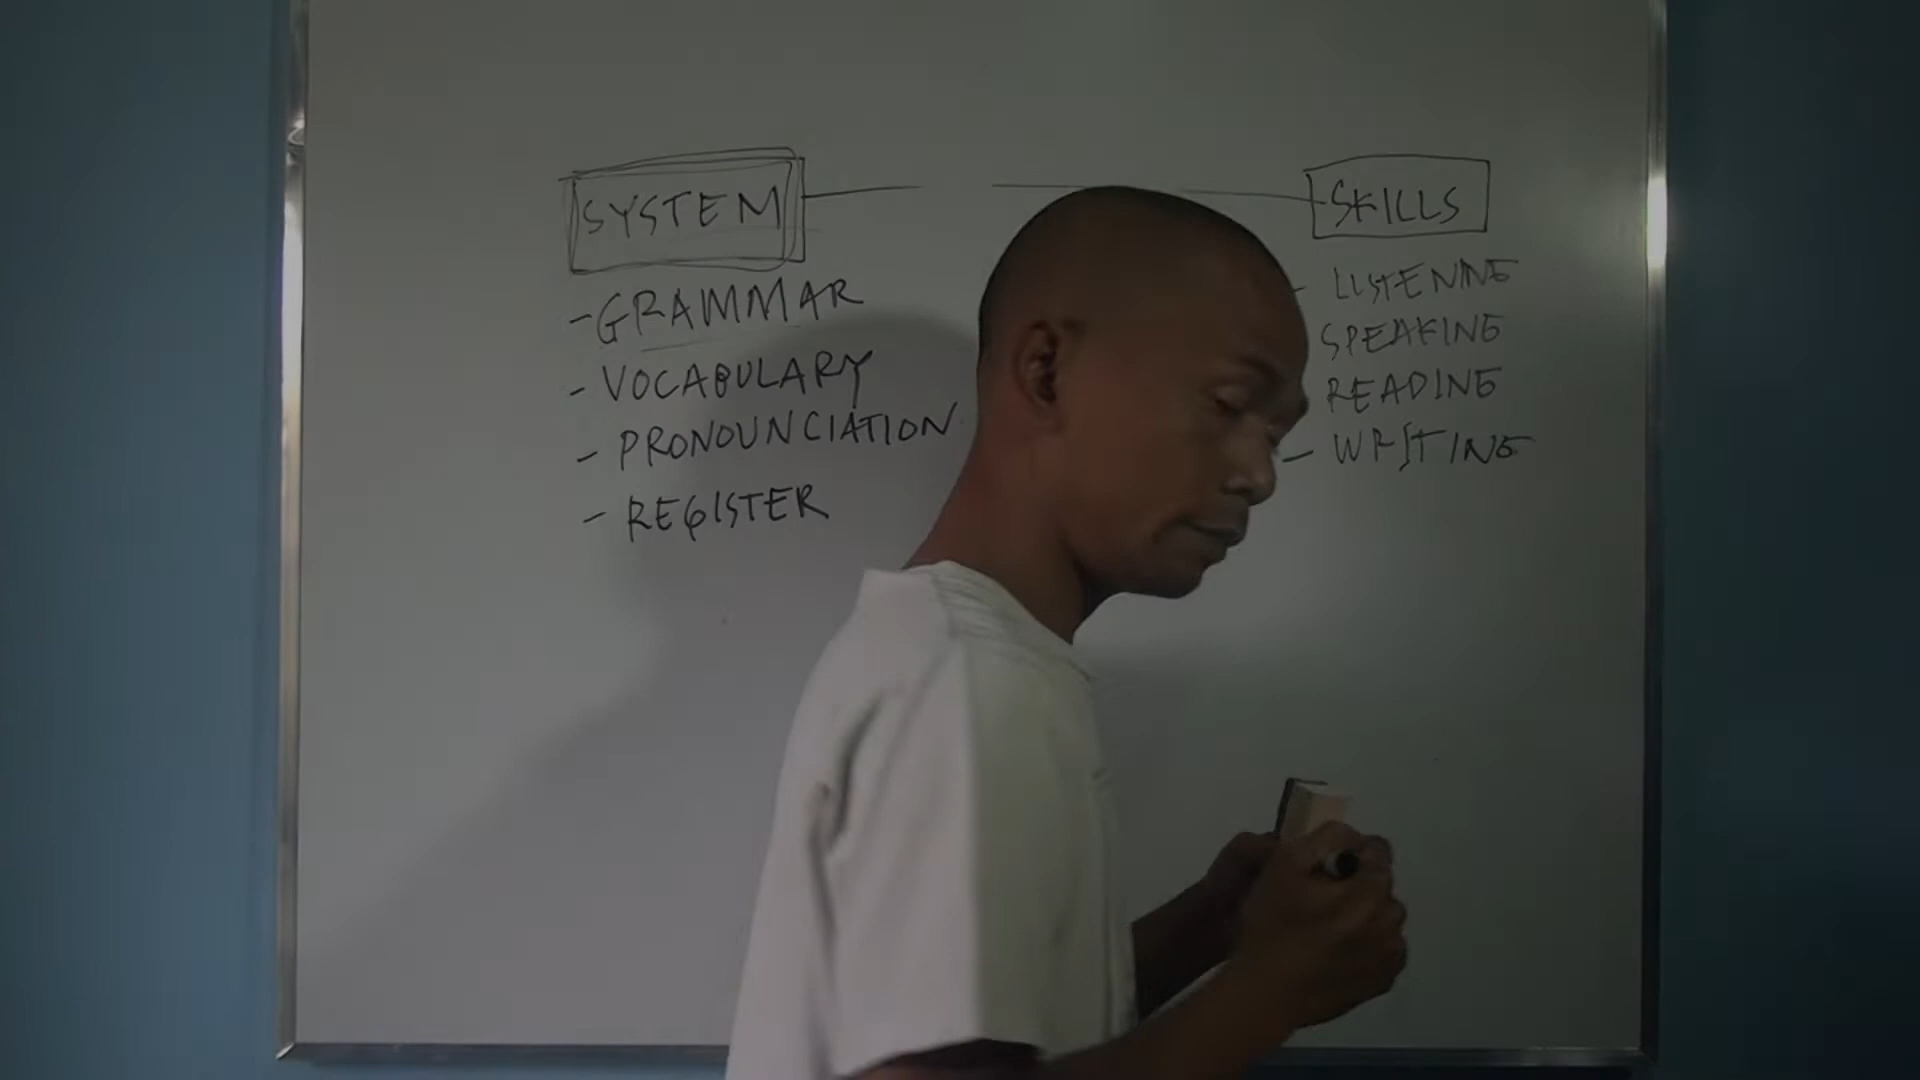 SYSTEM
- GRAMMAR
- VOCABULARY
- PRONOUNCIATION
- REGISTER
SKILLS
- LISTENING
SPEAKING
READING
- WRITING